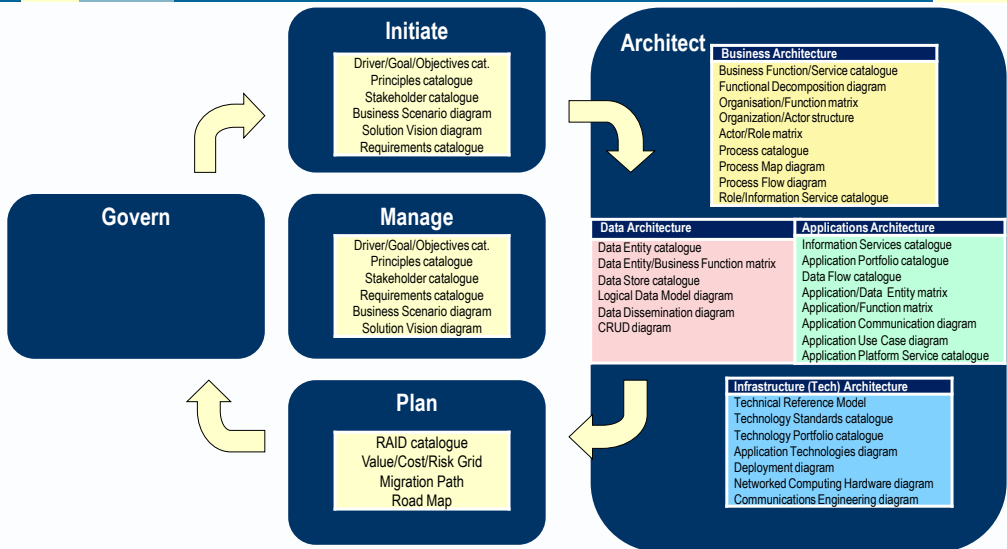 Initiate
Driver/Goal/Objectives cat.
Principles catalogue
Stakeholder catalogue
Business Scenario diagram
Solution Vision diagram
Requirements catalogue
Architect
Business Architecture
Business Function/Service catalogue
Functional Decomposition diagram
Organisation/Function matrix
Organization/Actor structure
Actor/Role matrix
Process catalogue
Process Map diagram
Process Flow diagram
Role/Information Service catalogue
Govern
Manage
Driver/Goal/Objectives cat.
Principles catalogue
Stakeholder catalogue
Requirements catalogue
Business Scenario diagram
Solution Vision diagram
Data Architecture
Data Entity catalogue
Data Entity/Business Function matrix
Data Store catalogue
Logical Data Model diagram
Data Dissemination diagram
CRUD diagram
Applications Architecture
Information Services catalogue
Application Portfolio catalogue
Data Flow catalogue
Application/Data Entity matrix
Application/Function matrix
Application Communication diagram
Application Use Case diagram
Application Platform Service catalogue
Plan
RAID catalogue
Value/Cost/Risk Grid
Migration Path
Road Map
Infrastructure (Tech) Architecture
Technical Reference Model
Technology Standards catalogue
Technology Portfolio catalogue
Application Technologies diagram
Deployment diagram
Networked Computing Hardware diagram
Communications Engineering diagram